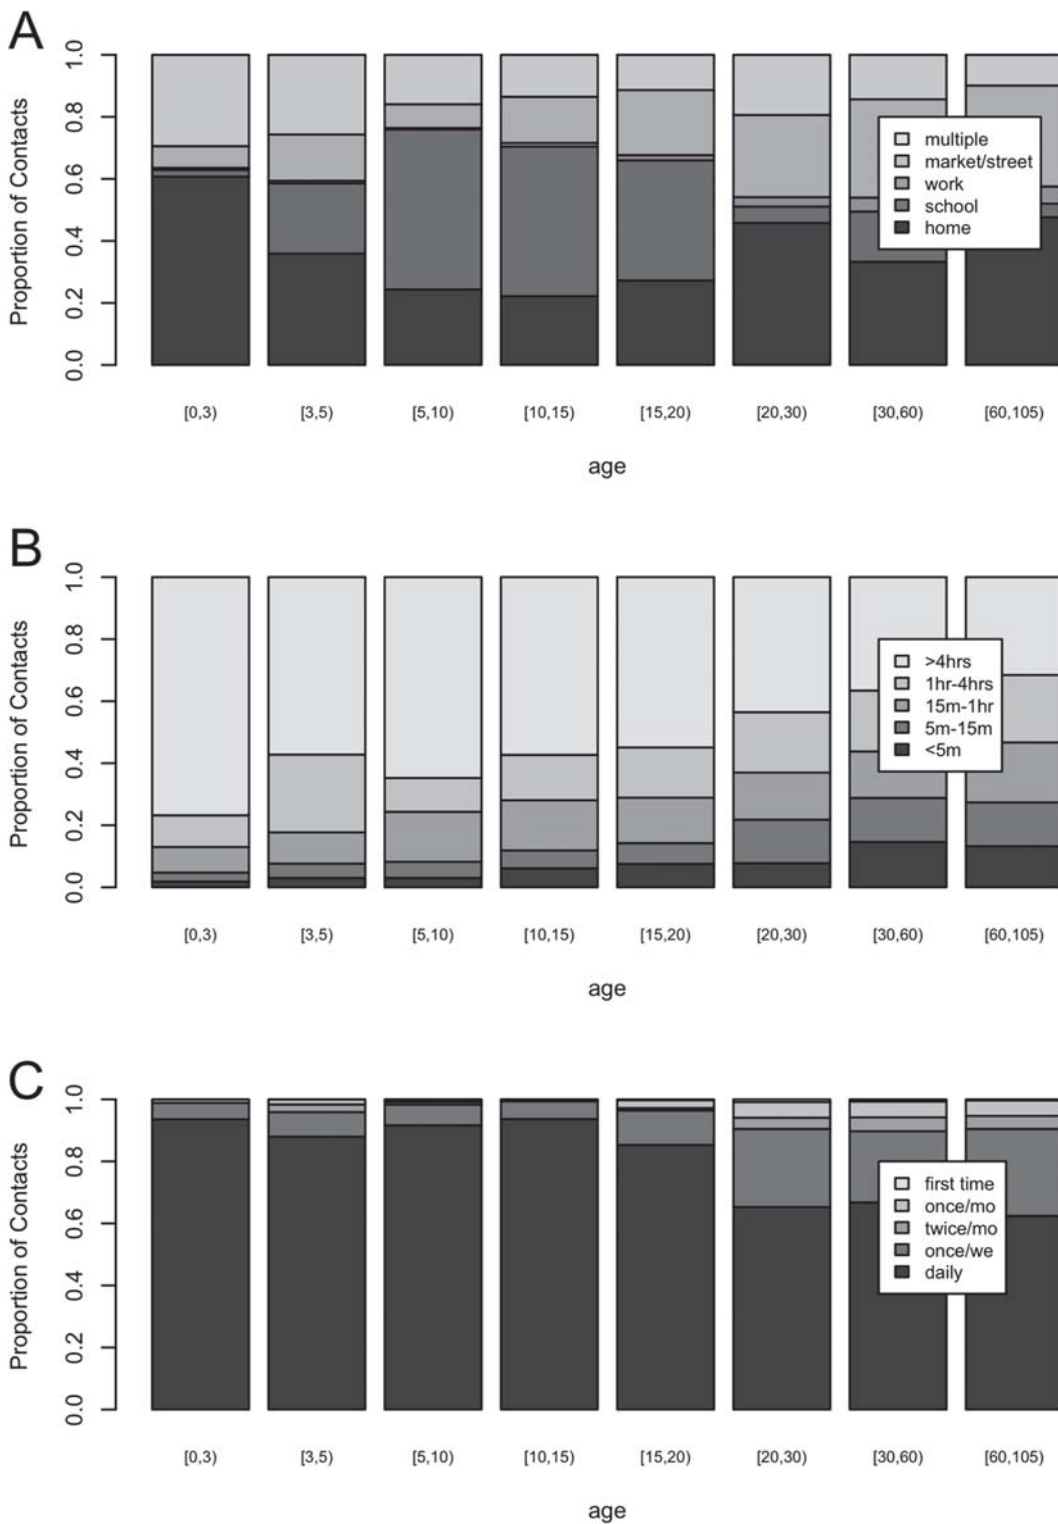 A
Proportion of Contacts
1.0
0.8
0.6
0.4
0.2
0.0
multiple
market/street
work
school
home
[0,3) [3,5) [5,10) [10,15) [15,20) [20,30) [30,60) [60,105)
age
B
Proportion of Contacts
1.0
0.8
0.6
0.4
0.2
0.0
>4hrs
1hr-4hrs
15m-1hr
5m-15m
<5m
[0,3) [3,5) [5,10) [10,15) [15,20) [20,30) [30,60) [60,105)
age
C
Proportion of Contacts
1.0
0.8
0.6
0.4
0.2
0.0
first time
once/mo
twice/mo
once/we
daily
[0,3) [3,5) [5,10) [10,15) [15,20) [20,30) [30,60) [60,105)
age